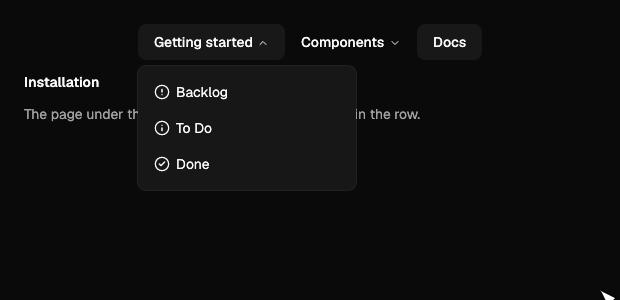 Getting started
Components
Docs
Installation
The page under th
in the row.
Backlog
To Do
Done